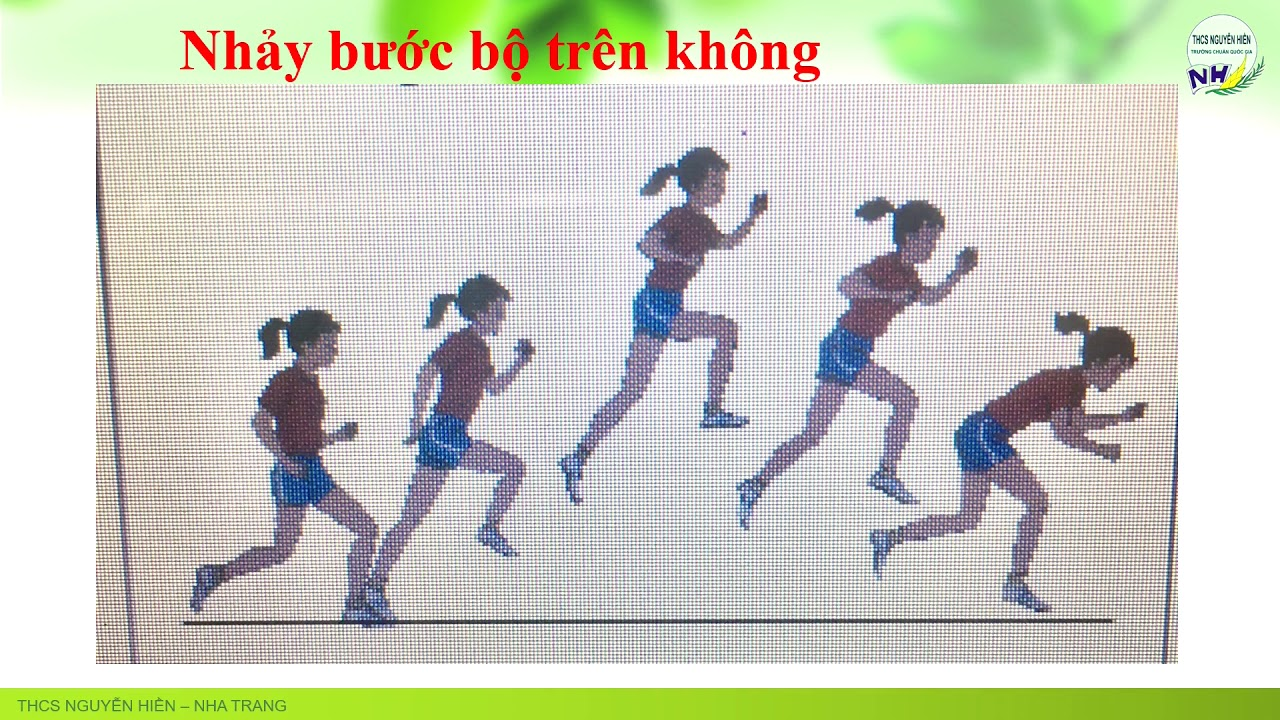 Nhảy bước bộ trên không
THCS NGUYỄN HIỀN
TRƯỜNG CHUẨN QUỐC GIA
NH
THCS NGUYỄN HIỀN – NHA TRANG